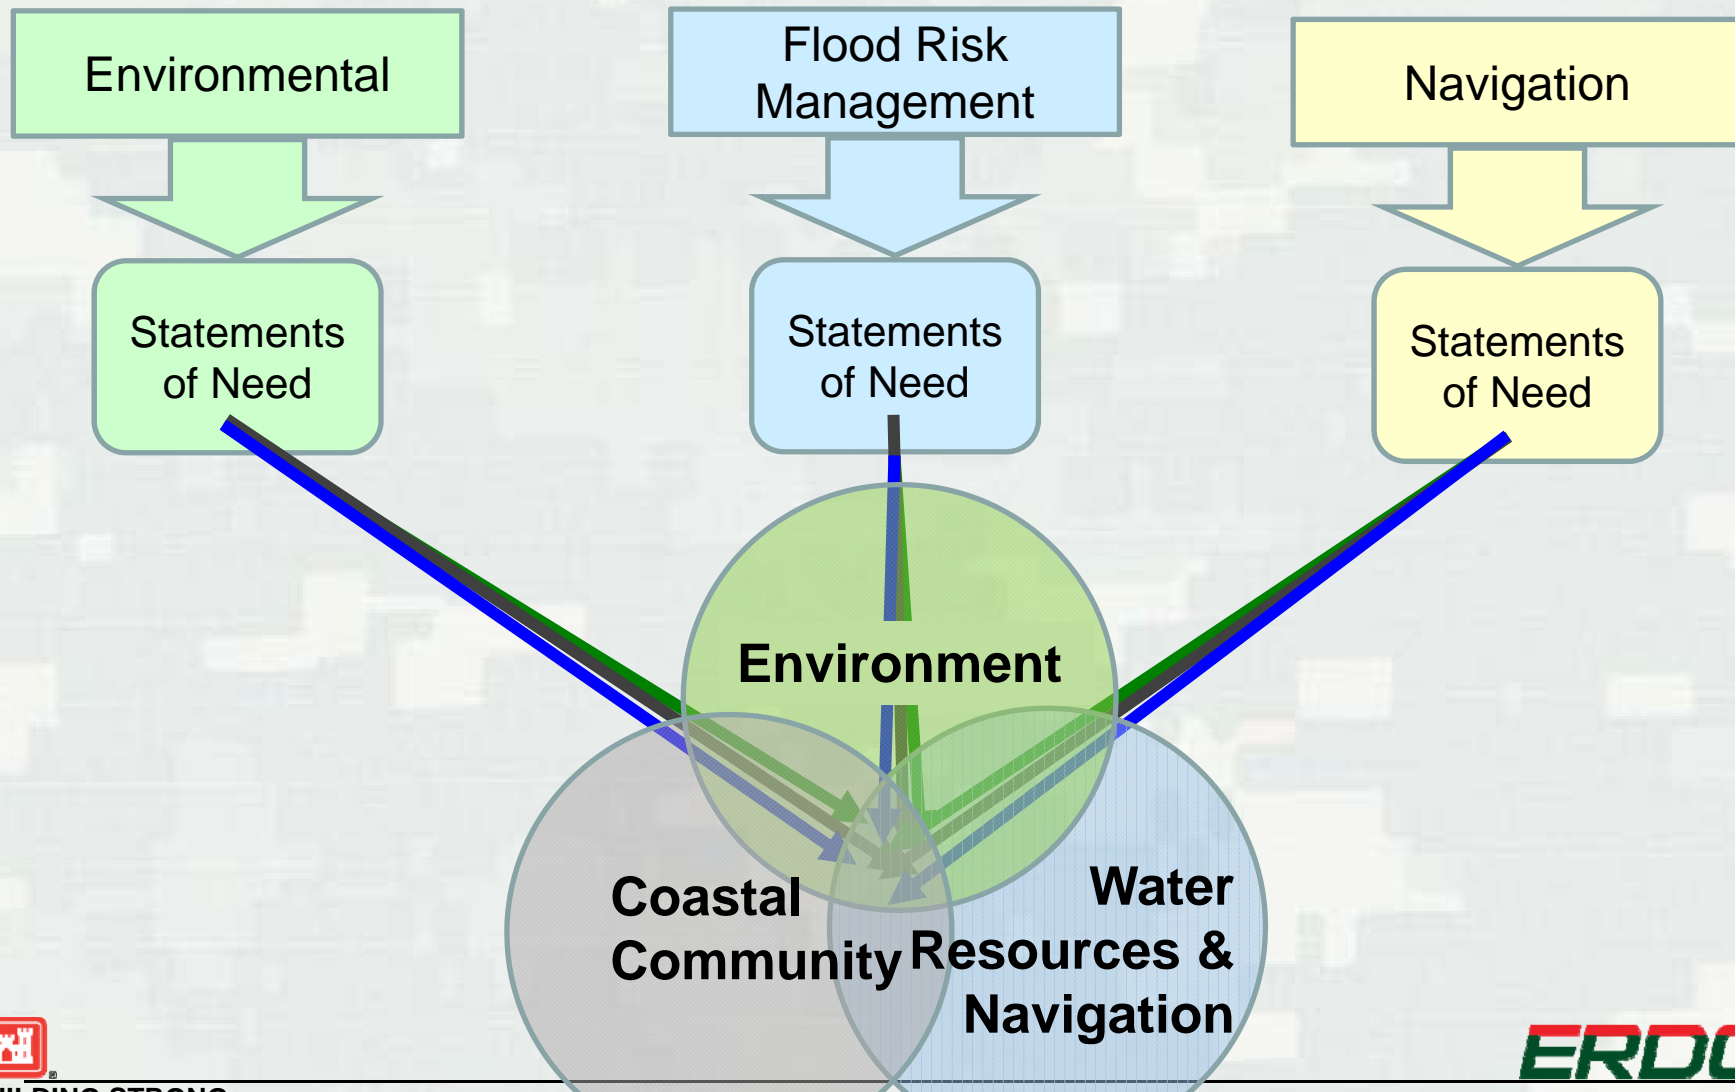 Environmental
Flood Risk
Management
Navigation
Statements
of Need
Statements
of Need
Statements
of Need
Environment
Coastal
Community
Water
Resources &
Navigation